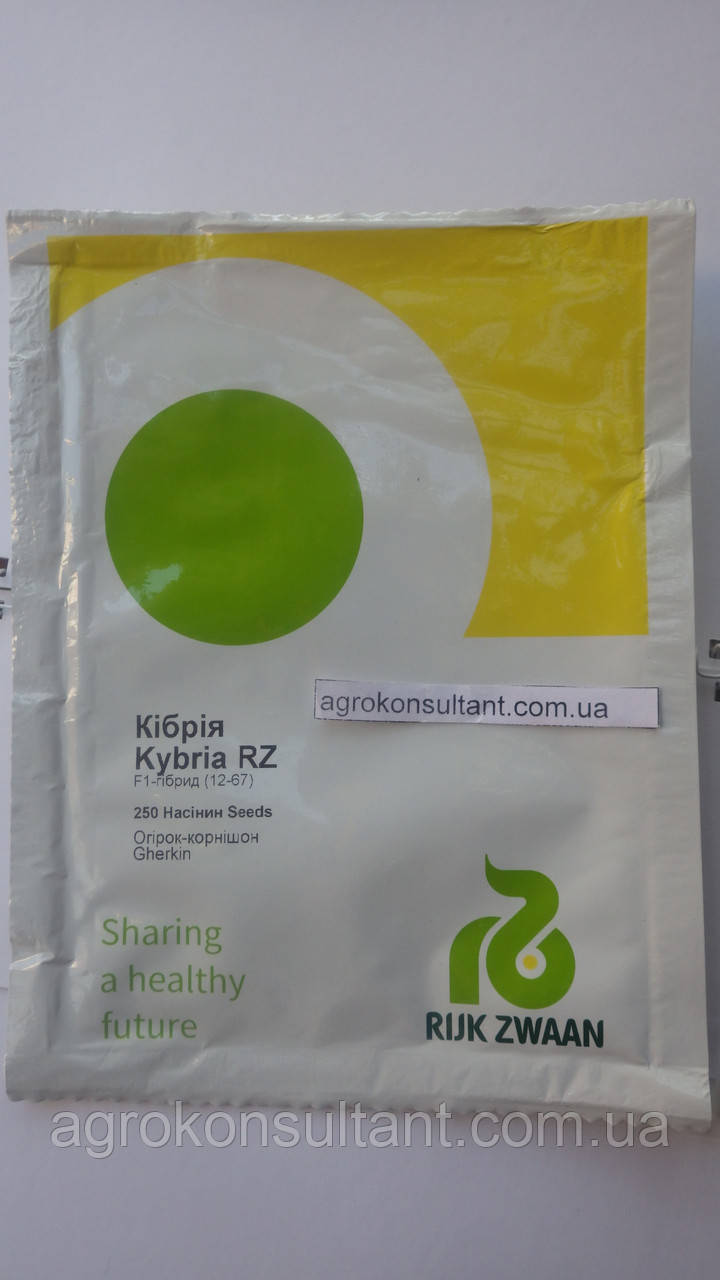 agrokonsultant.com.ua
Кібрія
Kybria RZ
F1-гібрид (12-67)
250 Насінин Seeds
Огірок-корнішон
Gherkin
Sharing
a healthy
future
RIJK ZWAAN
agrokonsultant.com.ua